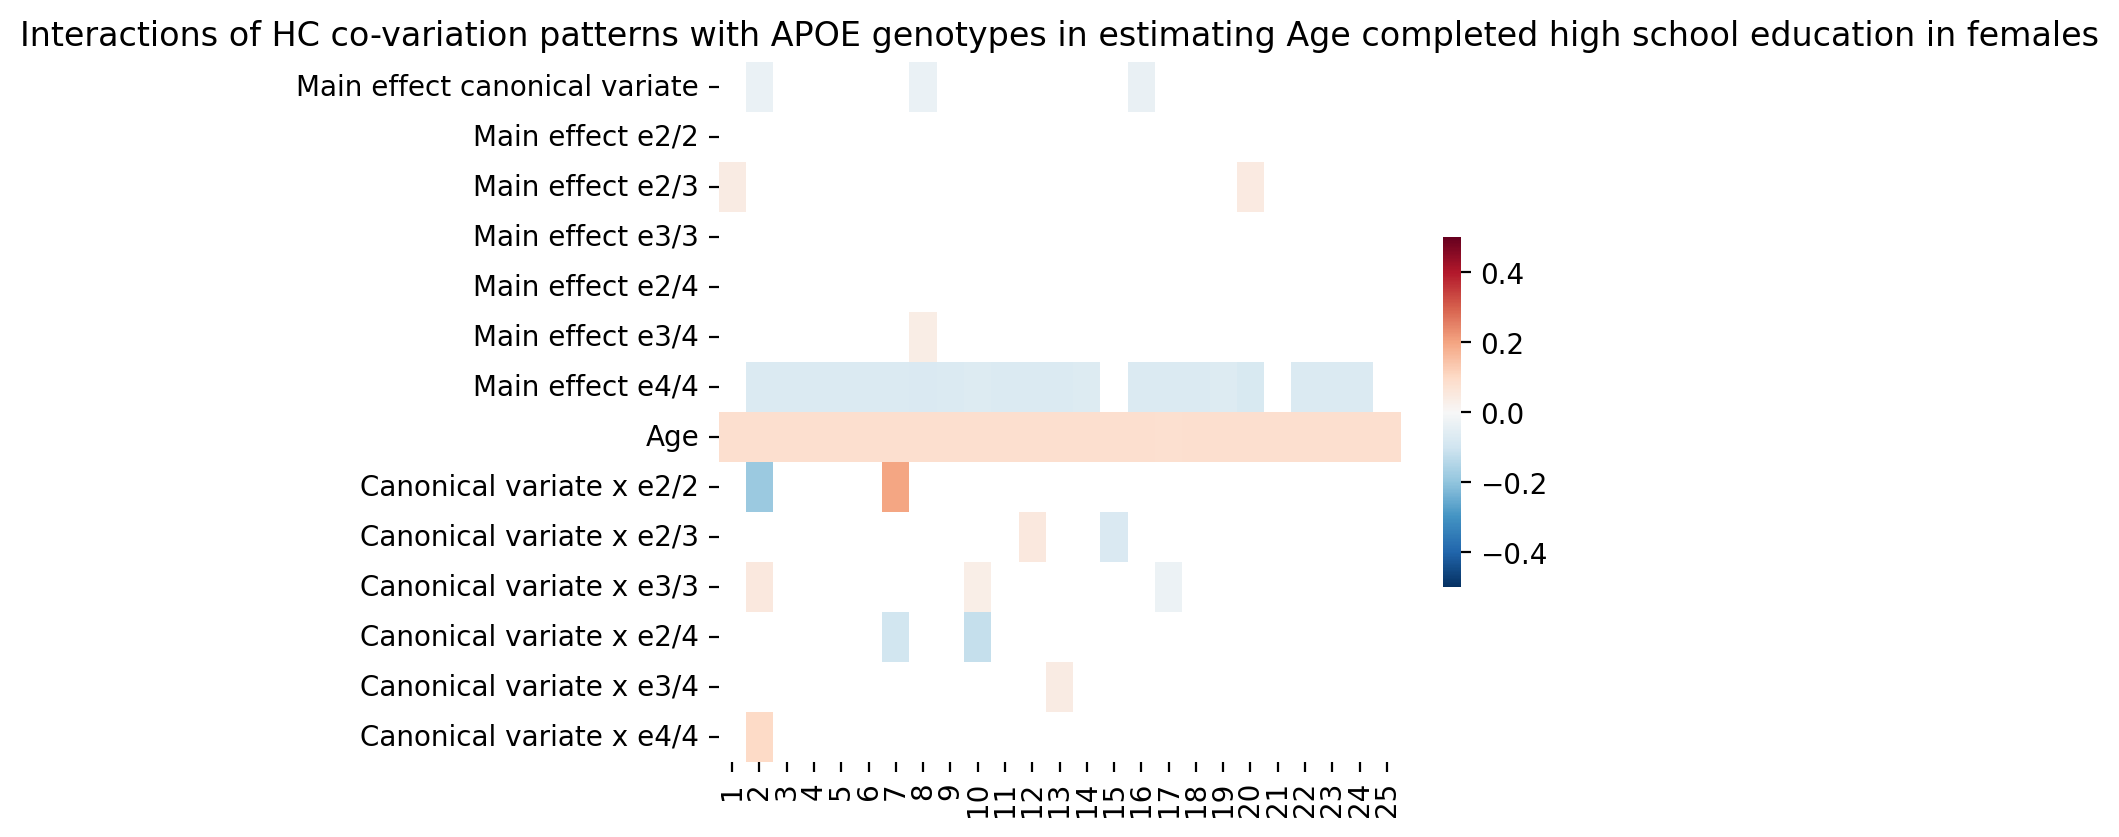 Interactions of HC co-variation patterns with APOE genotypes in estimating Age completed high school education in females
Main effect canonical variate
Main effect e2/2
Main effect e2/3
Main effect e3/3
Main effect e2/4
Main effect e3/4
Main effect e4/4
Age
Canonical variate x e2/2
Canonical variate x e2/3
Canonical variate x e3/3
Canonical variate x e2/4
Canonical variate x e3/4
Canonical variate x e4/4
1 2 3 4 5 6 7 8 9 10 11 12 13 14 15 16 17 18 19 20 21 22 23 24 25
0.4
0.2
0.0
−0.2
−0.4